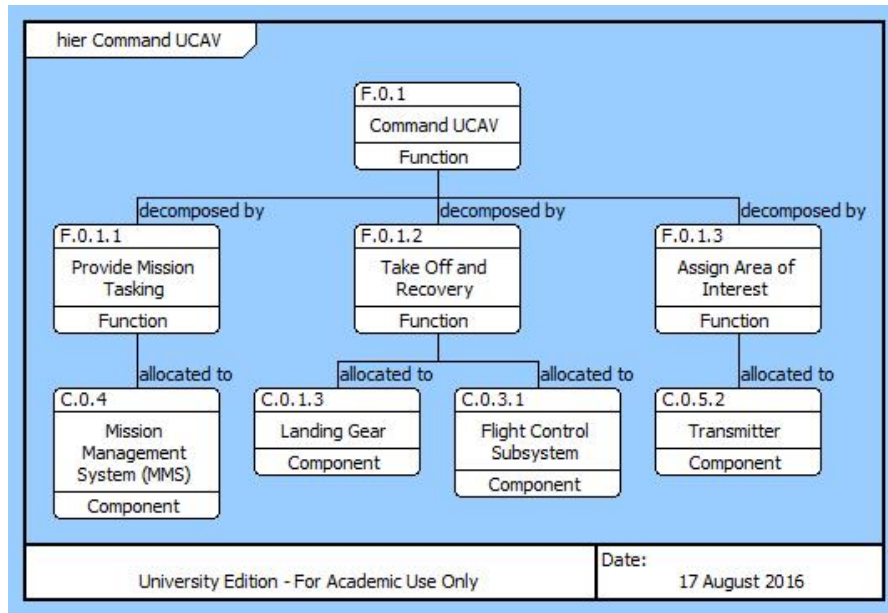 hier Command UCAV
F.0.1
Command UCAV
Function
decomposed by
decomposed by
decomposed by
F.0.1.1
Provide Mission
Tasking
Function
F.0.1.2
Take Off and
Recovery
Function
F.0.1.3
Assign Area of
Interest
Function
allocated to
allocated to
allocated to
allocated to
C.0.4
Mission
Management
System (MMS)
Component
C.0.1.3
Landing Gear
Component
C.0.3.1
Flight Control
Subsystem
Component
C.0.5.2
Transmitter
Component
University Edition - For Academic Use Only
Date:
17 August 2016